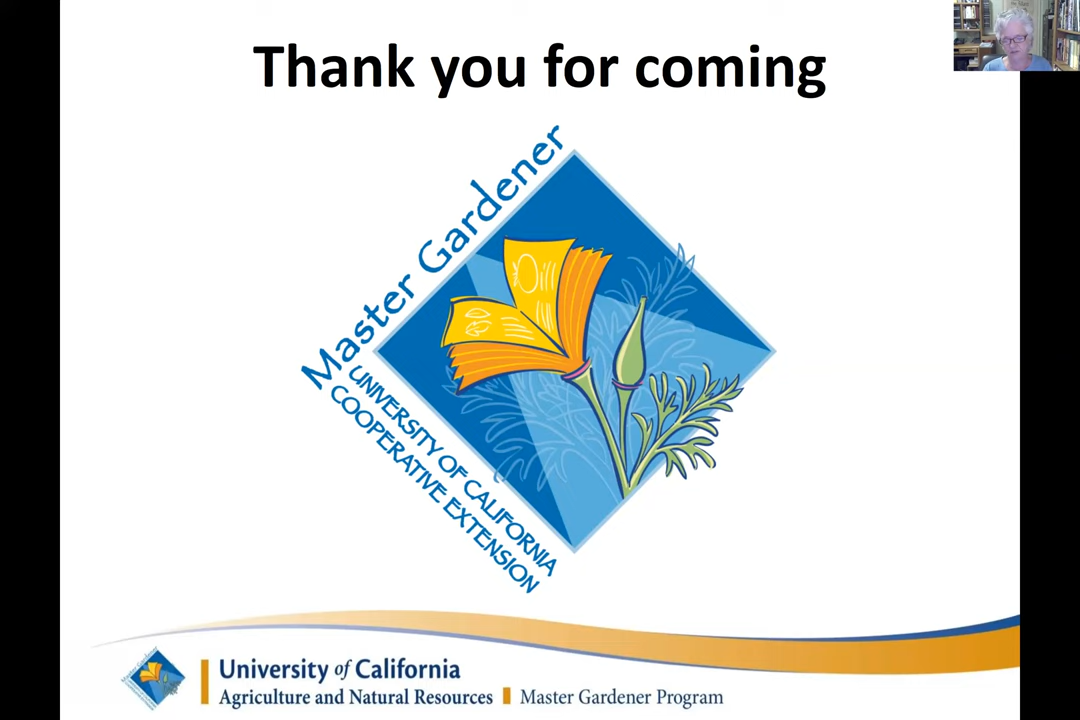 Thank you for coming
Master Gardener
UNIVERSITY OF CALIFORNIA
COOPERATIVE EXTENSION
Dill
University of California
Agriculture and Natural Resources Master Gardener Program